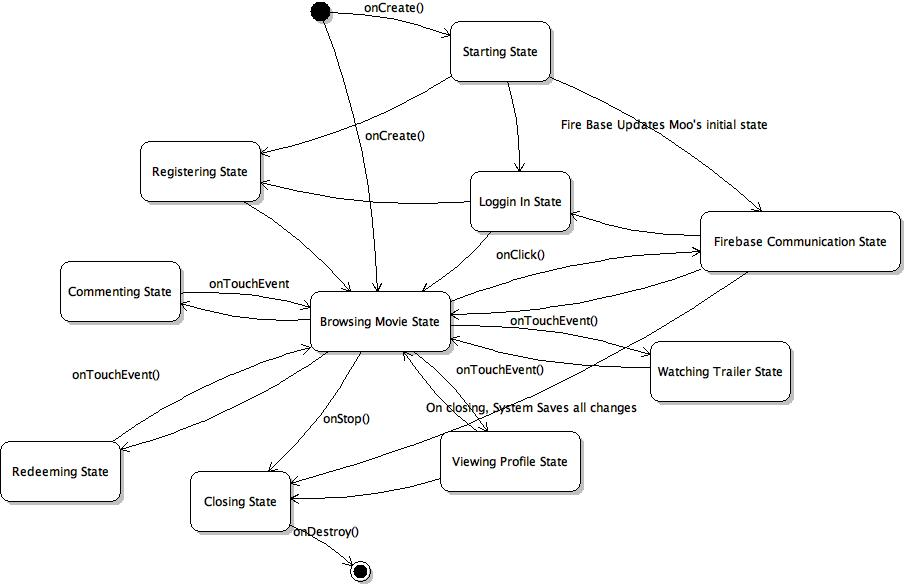 onCreate()
Starting State
Fire Base Updates Moo's initial state
onCreate()
Registering State
Loggin In State
Firebase Communication State
onClick()
Commenting State
onTouchEvent
Browsing Movie State
onTouchEvent()
onTouchEvent()
Watching Trailer State
onTouchEvent()
On closing, System Saves all changes
onStop()
Viewing Profile State
Redeeming State
Closing State
onDestroy()